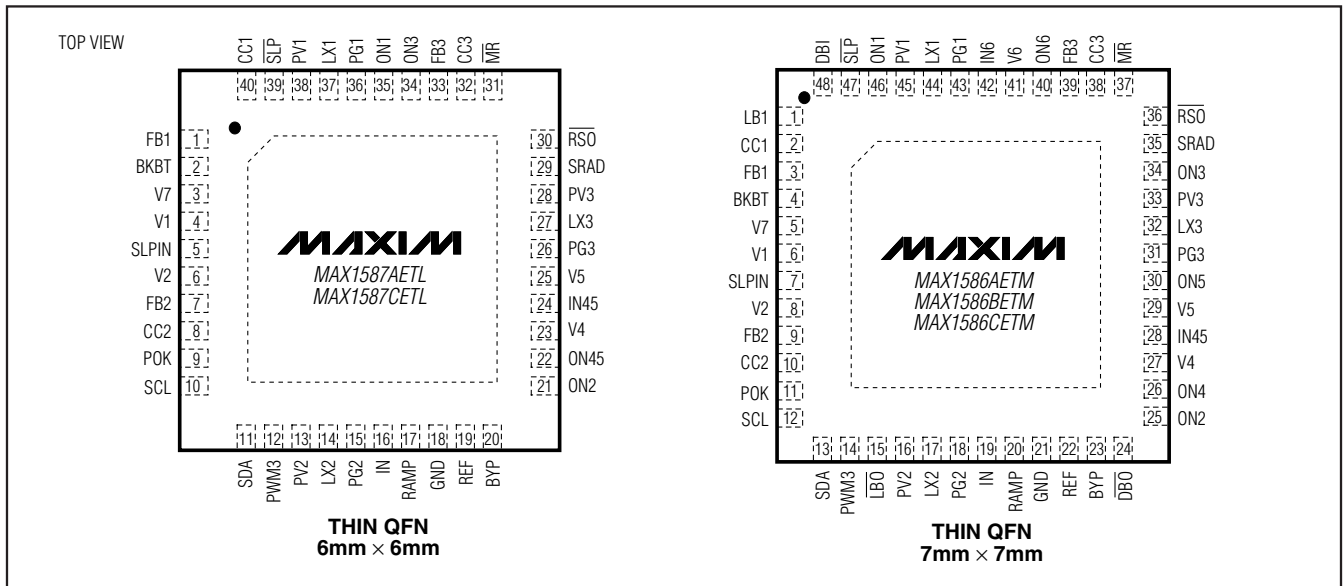 TOP VIEW
CC1
SLP
PV1
LX1
PG1
ON1
ON3
FB3
CC3
MR
40
39
38
37
36
35
34
33
32
31
FB1 1
BKBT 2
V7 3
V1 4
SLPIN 5
V2 6
FB2 7
CC2 8
POK 9
SCL 10
30 RSO
29 SRAD
28 PV3
27 LX3
26 PG3
25 V5
24 IN45
23 V4
22 ON45
21 ON2
MAXIM
MAX1587AETL
MAX1587CETL
11
12
13
14
15
16
17
18
19
20
SDA
PWM3
PV2
LX2
PG2
IN
RAMP
GND
REF
BYP
THIN QFN
6mm × 6mm
DBI
SLP
ON1
PV1
LX1
PG1
IN6
V6
ON6
FB3
CC3
MR
48
47
46
45
44
43
42
41
40
39
38
37
LB1 1
CC1 2
FB1 3
BKBT 4
V7 5
V1 6
SLPIN 7
V2 8
FB2 9
CC2 10
POK 11
SCL 12
36 RSO
35 SRAD
34 ON3
33 PV3
32 LX3
31 PG3
30 ON5
29 V5
28 IN45
27 V4
26 ON4
25 ON2
MAXIM
MAX1586AETM
MAX1586BETM
MAX1586CETM
13
14
15
16
17
18
19
20
21
22
23
24
SDA
PWM3
LBO
PV2
LX2
PG2
IN
RAMP
GND
REF
BYP
DBO
THIN QFN
7mm × 7mm